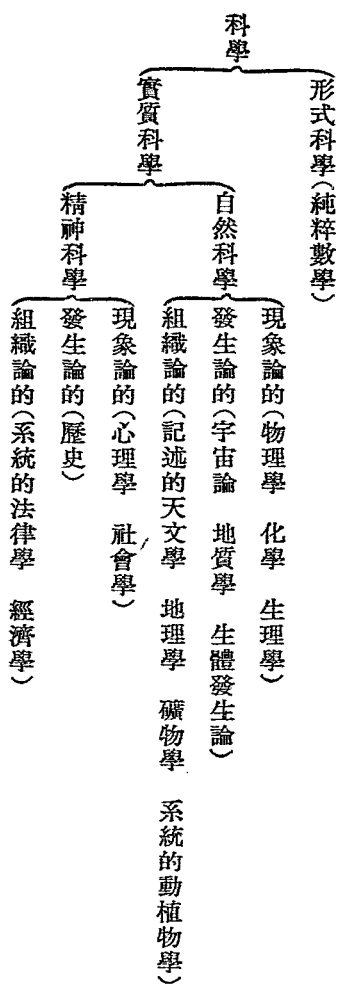 科學
形式科學(純粹數學)
實質科學
自然科學
現象論的(物理學　化學　生理學)
發生論的(宇宙論　地質學　生體發生論)
組織論的(記述的天文學　地理學　礦物學　系統的動植物學)
精神科學
現象論的(心理學　社會學)
發生論的(歷史)
組織論的(系統的法律學　經濟學)